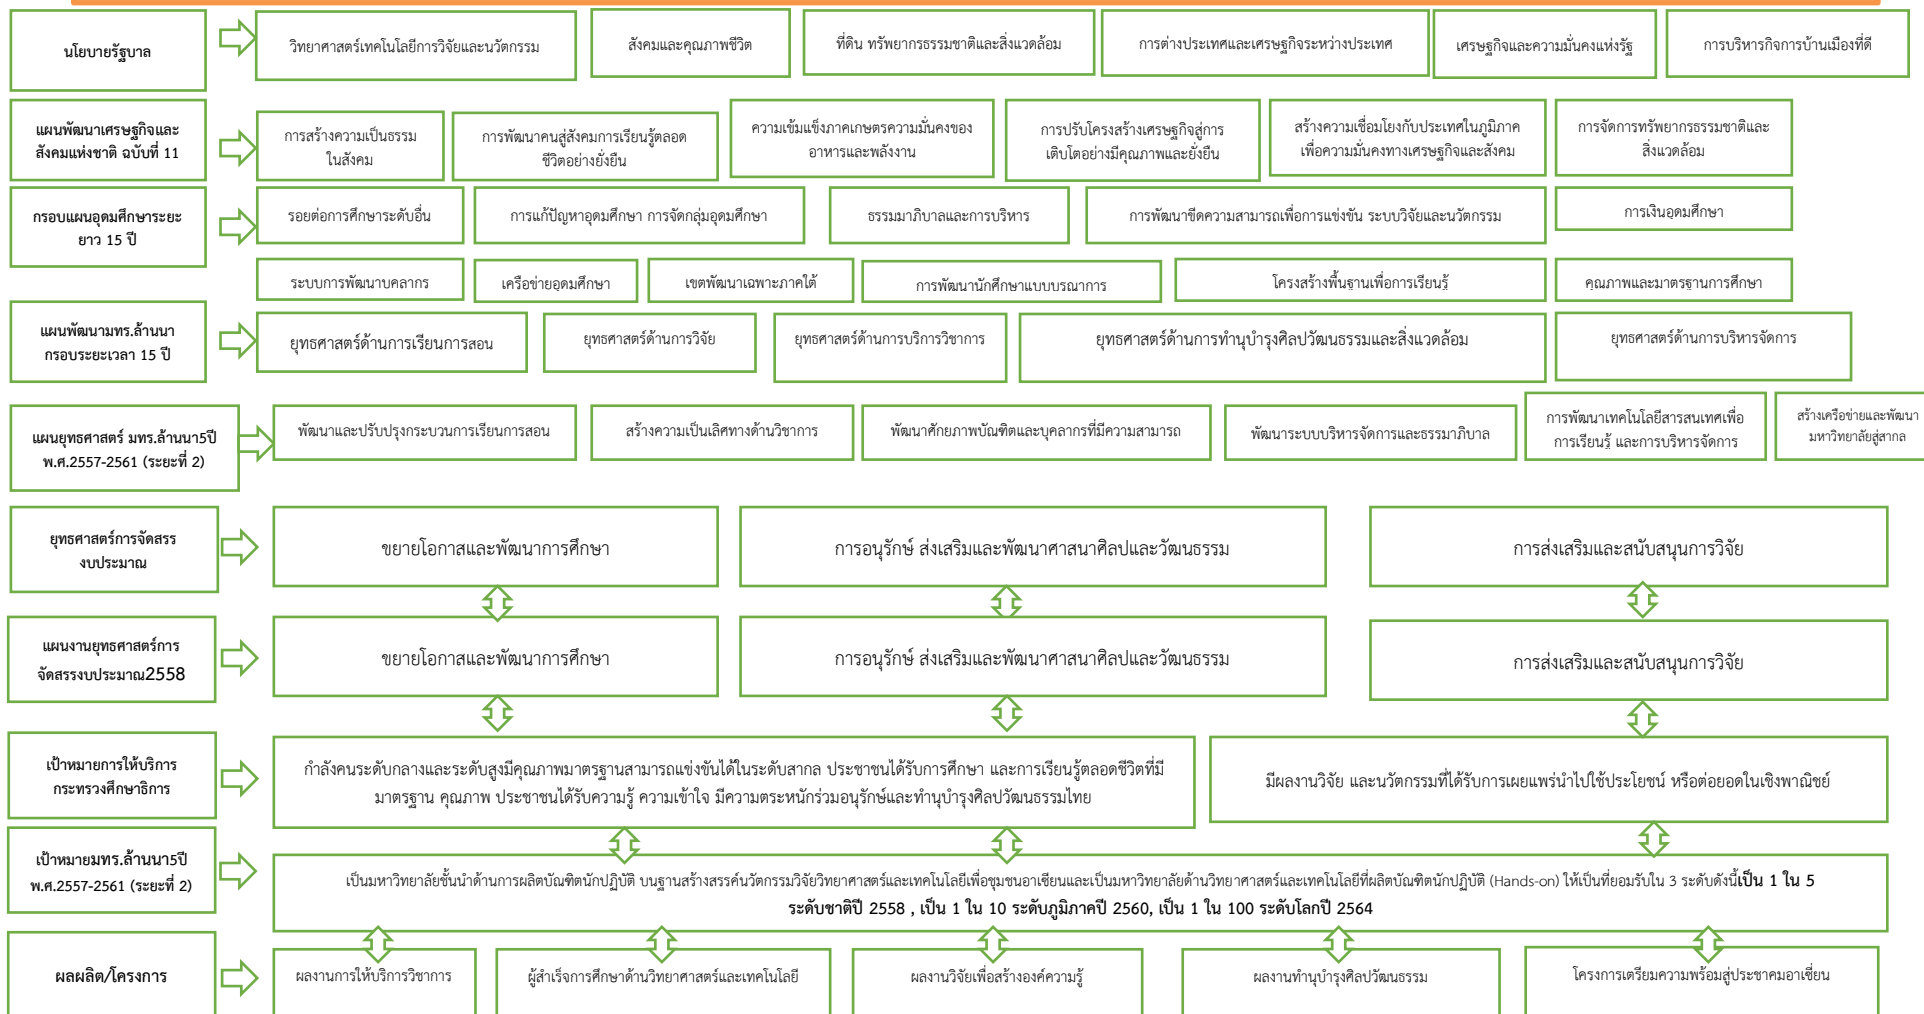 นโยบายรัฐบาล
วิทยาศาสตร์เทคโนโลยีการวิจัยและนวัตกรรม
สังคมและคุณภาพชีวิต
ที่ดิน ทรัพยากรธรรมชาติและสิ่งแวดล้อม
การต่างประเทศและเศรษฐกิจระหว่างประเทศ
เศรษฐกิจและความมั่นคงแห่งรัฐ
การบริหารกิจการบ้านเมืองที่ดี
แผนพัฒนาเศรษฐกิจและ
สังคมแห่งชาติ ฉบับที่ 11
การสร้างความเป็นธรรม
ในสังคม
การพัฒนาคนสู่สังคมการเรียนรู้ตลอด
ชีวิตอย่างยั่งยืน
ความเข้มแข็งภาคเกษตรความมั่นคงของ
อาหารและพลังงาน
การปรับโครงสร้างเศรษฐกิจสู่การ
เติบโตอย่างมีคุณภาพและยั่งยืน
สร้างความเชื่อมโยงกับประเทศในภูมิภาค
เพื่อความมั่นคงทางเศรษฐกิจและสังคม
การจัดการทรัพยากรธรรมชาติและ
สิ่งแวดล้อม
กรอบแผนอุดมศึกษาระยะ
ยาว 15 ปี
รอยต่อการศึกษาระดับอื่น
การแก้ปัญหาอุดมศึกษา การจัดกลุ่มอุดมศึกษา
ธรรมมาภิบาลและการบริหาร
การพัฒนาขีดความสามารถเพื่อการแข่งขัน ระบบวิจัยและนวัตกรรม
การเงินอุดมศึกษา
ระบบการพัฒนาบคลากร
เครือข่ายอุดมศึกษา
เขตพัฒนาเฉพาะภาคใต้
การพัฒนานักศึกษาแบบบรณาการ
โครงสร้างพื้นฐานเพื่อการเรียนรู้
คุณภาพและมาตรฐานการศึกษา
แผนพัฒนามทร.ล้านนา
กรอบระยะเวลา 15 ปี
ยุทธศาสตร์ด้านการเรียนการสอน
ยุทธศาสตร์ด้านการวิจัย
ยุทธศาสตร์ด้านการบริการวิชาการ
ยุทธศาสตร์ด้านการทำนุบำรุงศิลปวัฒนธรรมและสิ่งแวดล้อม
ยุทธศาสตร์ด้านการบริหารจัดการ
แผนยุทธศาสตร์ มทร.ล้านนา5ปี
พ.ศ.2557-2561 (ระยะที่ 2)
พัฒนาและปรับปรุงกระบวนการเรียนการสอน
สร้างความเป็นเลิศทางด้านวิชาการ
พัฒนาศักยภาพบัณฑิตและบุคลากรที่มีความสามารถ
พัฒนาระบบบริหารจัดการและธรรมาภิบาล
การพัฒนาเทคโนโลยีสารสนเทศเพื่อ
การเรียนรู้ และการบริหารจัดการ
สร้างเครือข่ายและพัฒนา
มหาวิทยาลัยสู่สากล
ยุทธศาสตร์การจัดสรร
งบประมาณ
ขยายโอกาสและพัฒนาการศึกษา
การอนุรักษ์ ส่งเสริมและพัฒนาศาสนาศิลปและวัฒนธรรม
การส่งเสริมและสนับสนุนการวิจัย
แผนงานยุทธศาสตร์การ
จัดสรรงบประมาณ2558
ขยายโอกาสและพัฒนาการศึกษา
การอนุรักษ์ ส่งเสริมและพัฒนาศาสนาศิลปและวัฒนธรรม
การส่งเสริมและสนับสนุนการวิจัย
เป้าหมายการให้บริการ
กระทรวงศึกษาธิการ
กำลังคนระดับกลางและระดับสูงมีคุณภาพมาตรฐานสามารถแข่งขันได้ในระดับสากล ประชาชนได้รับการศึกษา และการเรียนรู้ตลอดชีวิตที่มี
มาตรฐาน คุณภาพ ประชาชนได้รับความรู้ ความเข้าใจ มีความตระหนักร่วมอนุรักษ์และทำนุบำรุงศิลปวัฒนธรรมไทย
มีผลงานวิจัย และนวัตกรรมที่ได้รับการเผยแพร่นำไปใช้ประโยชน์ หรือต่อยอดในเชิงพาณิชย์
เป้าหมายมทร.ล้านนา5ปี
พ.ศ.2557-2561 (ระยะที่ 2)
เป็นมหาวิทยาลัยชั้นนำด้านการผลิตบัณฑิตนักปฏิบัติ บนฐานสร้างสรรค์นวัตกรรมวิจัยวิทยาศาสตร์และเทคโนโลยีเพื่อชุมชนอาเซียนและเป็นมหาวิทยาลัยด้านวิทยาศาสตร์และเทคโนโลยีที่ผลิตบัณฑิตนักปฏิบัติ (Hands-on) ให้เป็นที่ยอมรับใน 3 ระดับดังนี้เป็น 1 ใน 5
ระดับชาติปี 2558 , เป็น 1 ใน 10 ระดับภูมิภาคปี 2560, เป็น 1 ใน 100 ระดับโลกปี 2564
ผลผลิต/โครงการ
ผลงานการให้บริการวิชาการ
ผู้สำเร็จการศึกษาด้านวิทยาศาสตร์และเทคโนโลยี
ผลงานวิจัยเพื่อสร้างองค์ความรู้
ผลงานทำนุบำรุงศิลปวัฒนธรรม
โครงการเตรียมความพร้อมสู่ประชาคมอาเซี่ยน